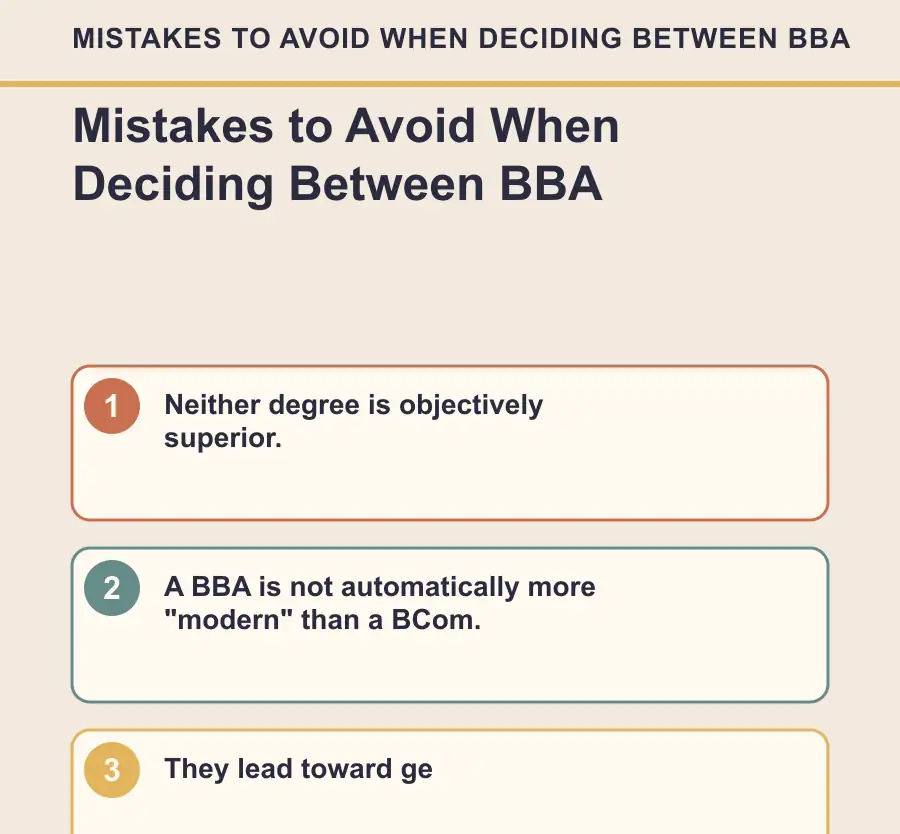 MISTAKES TO AVOID WHEN DECIDING BETWEEN BBA
Mistakes to Avoid When
Deciding Between BBA
1
Neither degree is objectively
superior.
2
A BBA is not automatically more
"modern" than a BCom.
3
They lead toward ge